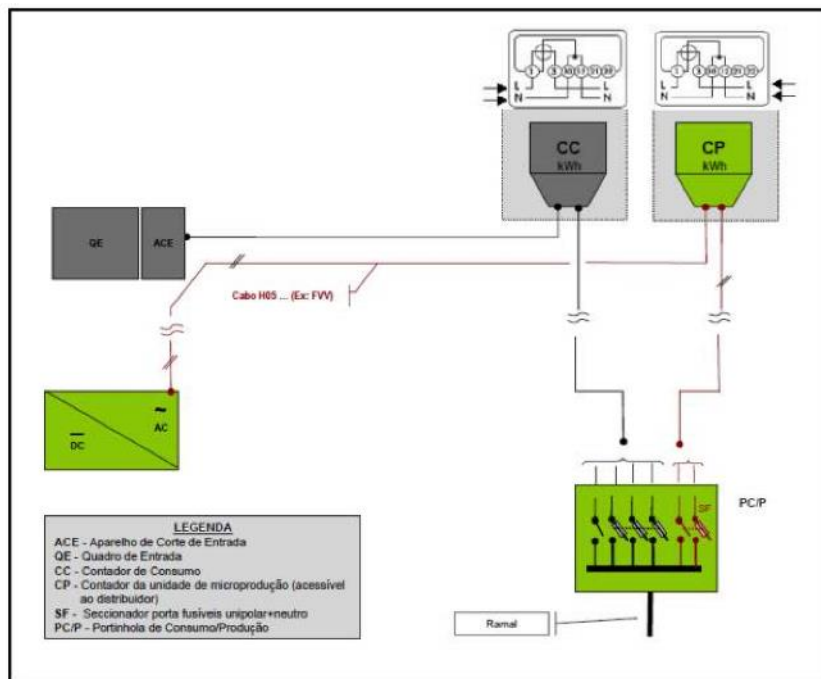 L
N
L
N
L
N
L
N
CC
kWh
CP
kWh
QE
ACE
Cabo H05 ... (Ex: FVV)
~
AC
DC
SF
PC/P
Ramal
LEGENDA
ACE - Aparelho de Corte de Entrada
QE - Quadro de Entrada
CC - Contador de Consumo
CP - Contador da unidade de microprodução (acessível
ao distribuidor)
SF - Seccionador porta fusíveis unipolar+neutro
PC/P - Portinhola de Consumo/Produção